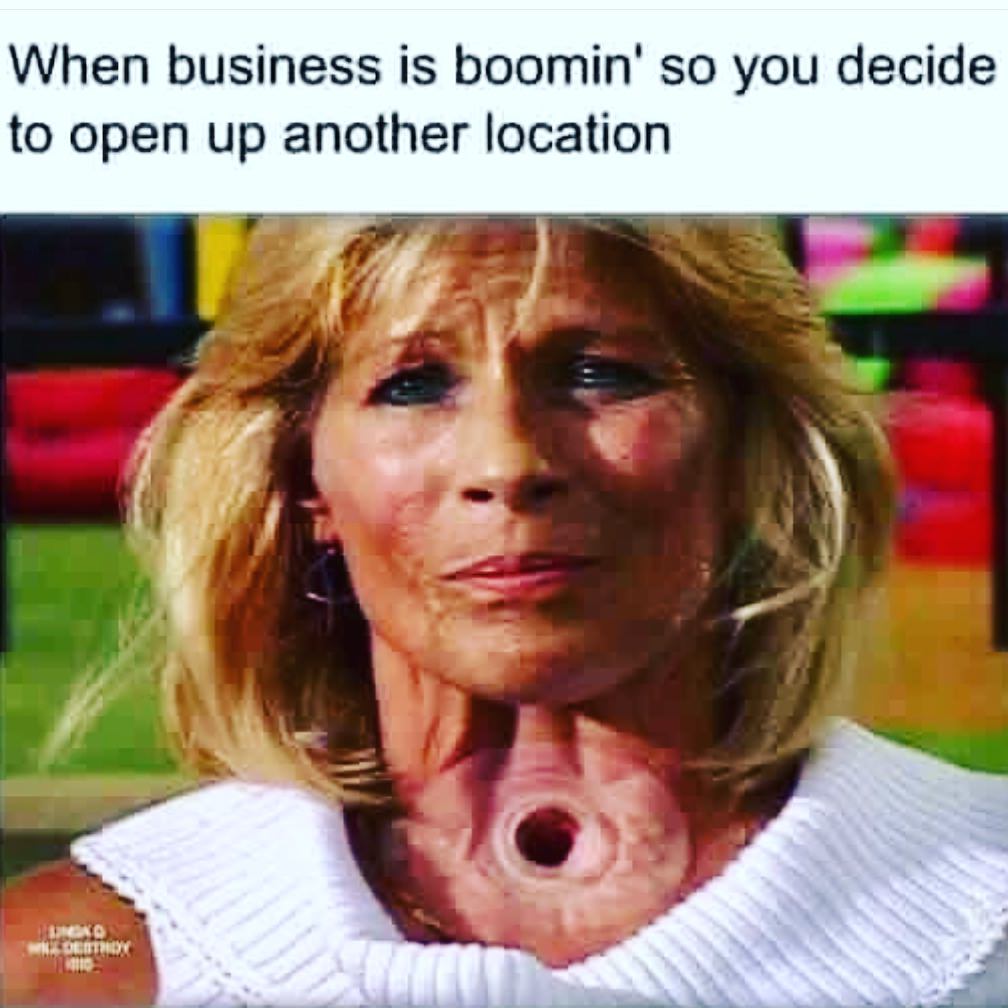 When business is boomin' so you decide
to open up another location